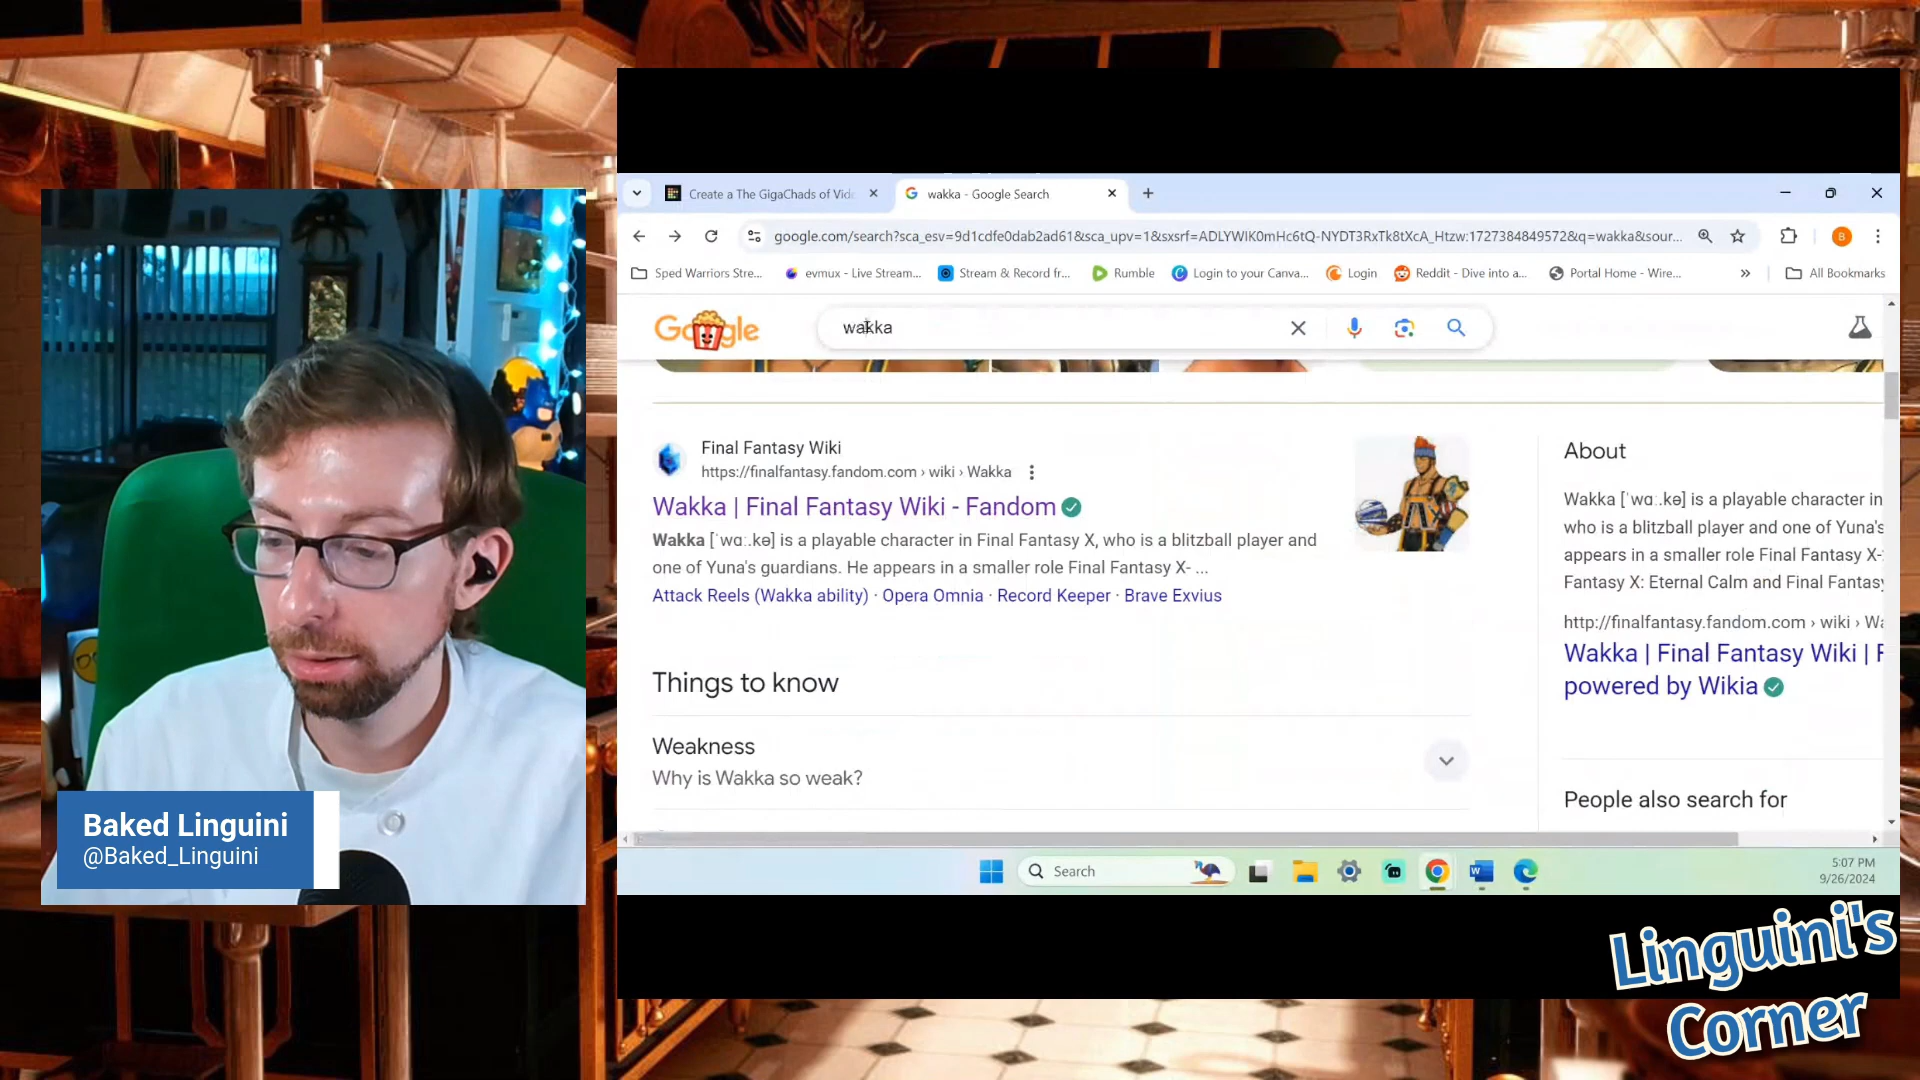 Create a The GigaChads of Vid
wakka - Google Search
google.com/search?sca_esv=9d1cdfe0dab2ad61&sca_upv=1&sxsrf=ADLYWIK0mHc6tQ-NYDT3RxTk8tXcA_Htzw:1727384849572&q=wakka&sour...
B
Sped Warriors Stre...
evmux - Live Stream...
Stream & Record fr...
Rumble
Login to your Canva...
Login
Reddit - Dive into a...
Portal Home - Wire...
All Bookmarks
Google
wakka
Final Fantasy Wiki
https://finalfantasy.fandom.com › wiki › Wakka
Wakka | Final Fantasy Wiki - Fandom
Wakka [ˈwɑː.kə] is a playable character in Final Fantasy X, who is a blitzball player and
one of Yuna's guardians. He appears in a smaller role Final Fantasy X- ...
Attack Reels (Wakka ability) · Opera Omnia · Record Keeper · Brave Exvius
Things to know
Weakness
Why is Wakka so weak?
About
Wakka [ˈwɑː.kə] is a playable character in
who is a blitzball player and one of Yuna's
appears in a smaller role Final Fantasy X-
Fantasy X: Eternal Calm and Final Fantasy
http://finalfantasy.fandom.com › wiki › Wa
Wakka | Final Fantasy Wiki | F
powered by Wikia
People also search for
Search
5:07 PM
9/26/2024
Baked Linguini
@Baked_Linguini
Linguini's
Corner